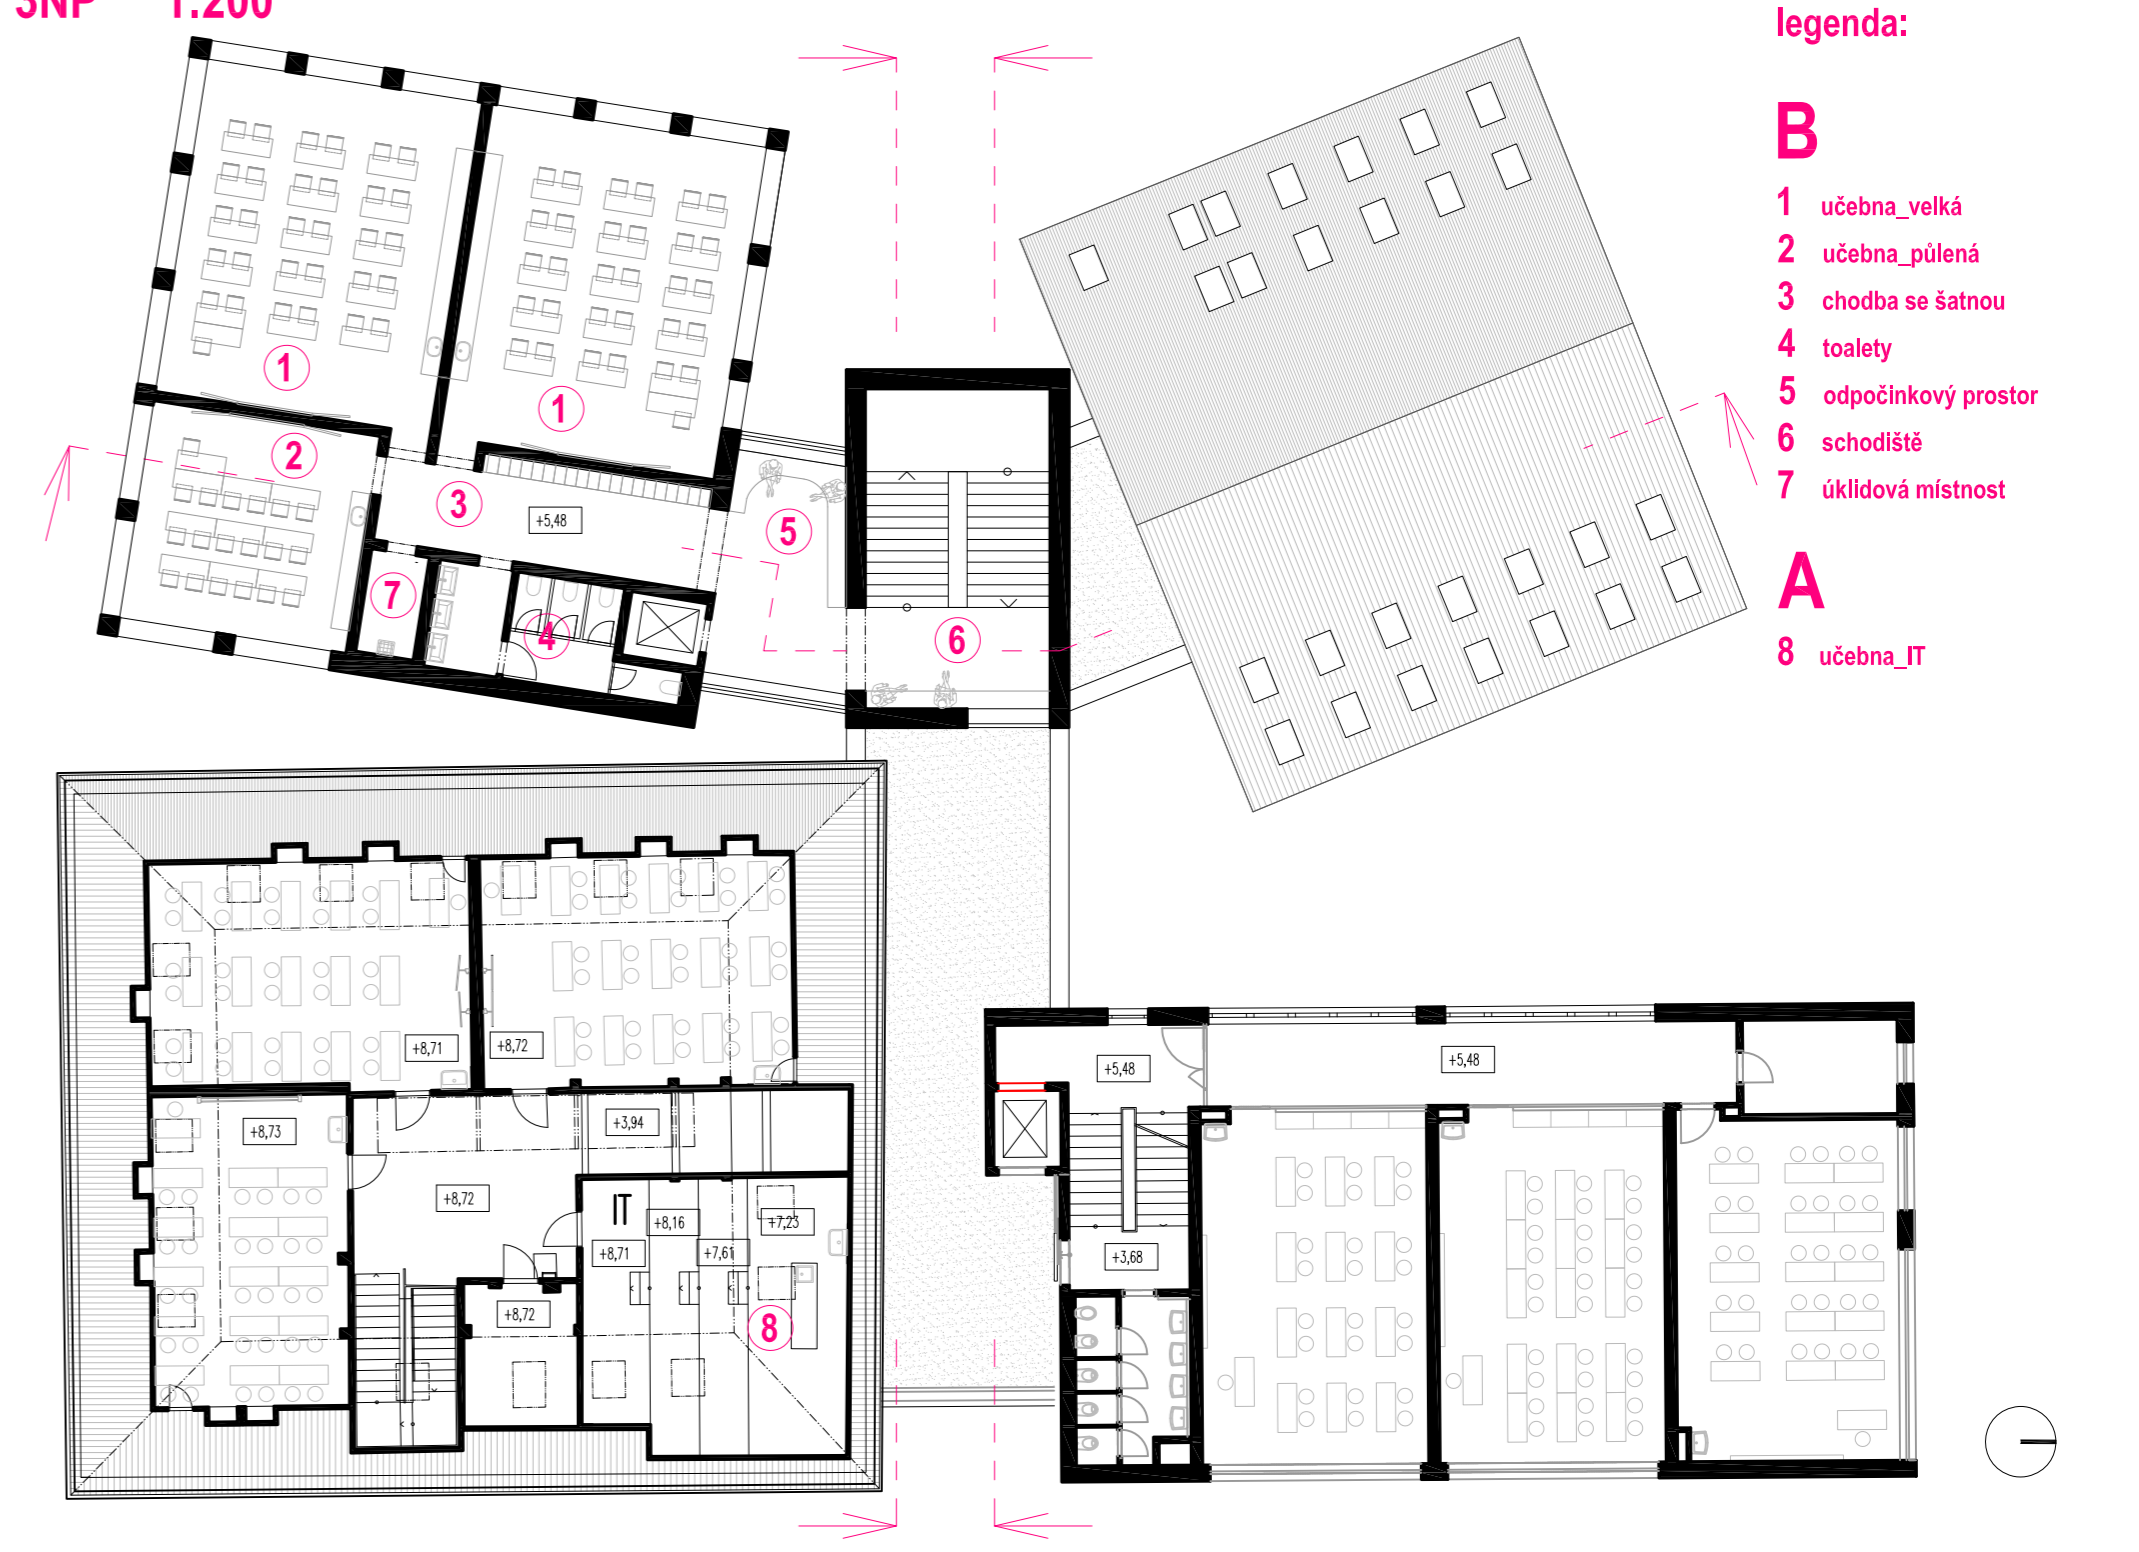 3NP 1:200
legenda:
B
1 učebna_velká
2 učebna_půlená
3 chodba se šatnou
4 toalety
5 odpočinkový prostor
6 schodiště
7 úklidová místnost
A
8 učebna_IT
1
1
2
3
+5,48
5
7
4
6
+8,71
+8,72
+5,48
+5,48
+8,73
+3,94
+8,72
IT
+8,16
+7,23
+8,71
+7,61
+3,68
+8,72
8